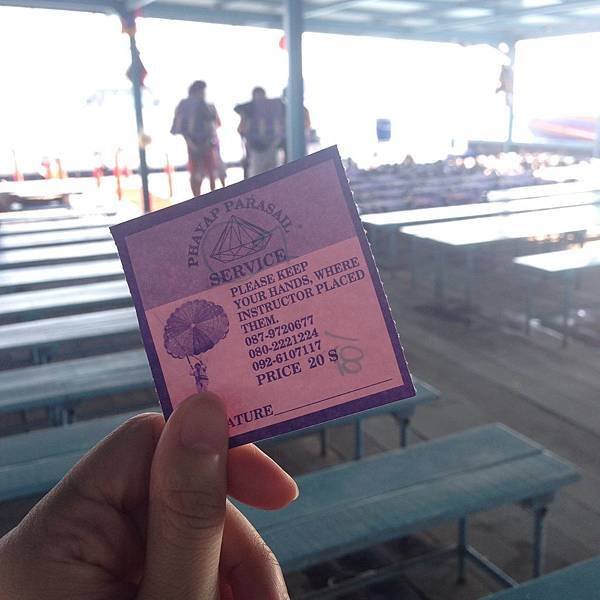 PHAYAP PARASAIL
SERVICE
PLEASE KEEP
YOUR HANDS, WHERE
INSTRUCTOR PLACED
THEM.
087-9720677
080-2221224
092-6107117
PRICE 20 $
ATURE